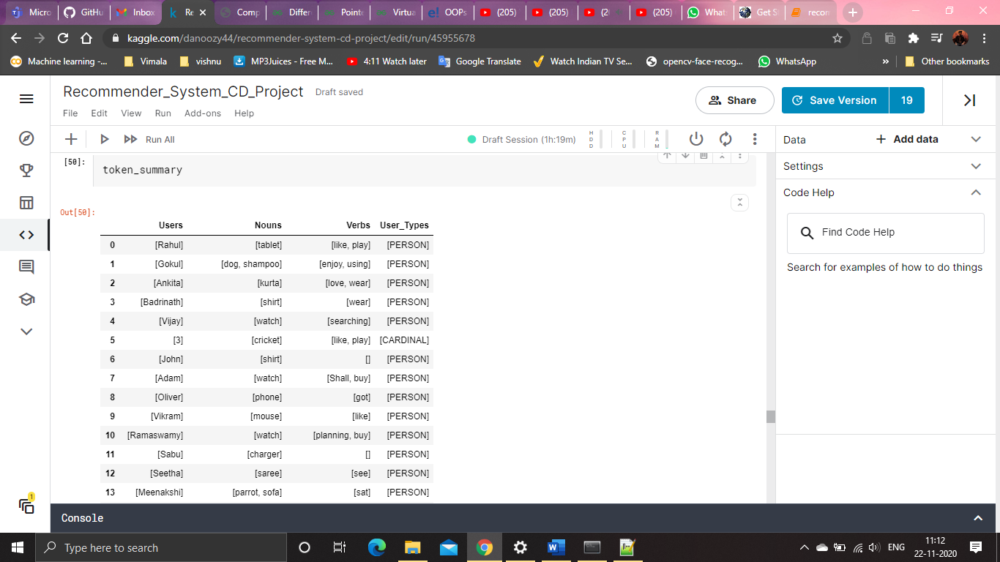 Micro GitHu Inbox Re Comp Differ Pointe Virtua OOPs (205) (205) (2 (205) Whats Get S recom
kaggle.com/danoozy44/recommender-system-cd-project/edit/run/45955678
Machine learning -... Vimala vishnu MP3Juices - Free M... 4:11 Watch later Google Translate Watch Indian TV Se... opencv-face-recog... WhatsApp » Other bookmarks
Recommender_System_CD_Project Draft saved
File Edit View Run Add-ons Help
Share
Save Version 19
Run All
Draft Session (1h:19m) HDD CPU RAM
Data + Add data
Settings
Code Help
Find Code Help
Search for examples of how to do things
[50]:
token_summary
Out[50]:
Users Nouns Verbs User_Types
0 [Rahul] [tablet] [like, play] [PERSON]
1 [Gokul] [dog, shampoo] [enjoy, using] [PERSON]
2 [Ankita] [kurta] [love, wear] [PERSON]
3 [Badrinath] [shirt] [wear] [PERSON]
4 [Vijay] [watch] [searching] [PERSON]
5 [3] [cricket] [like, play] [CARDINAL]
6 [John] [shirt] [] [PERSON]
7 [Adam] [watch] [Shall, buy] [PERSON]
8 [Oliver] [phone] [got] [PERSON]
9 [Vikram] [mouse] [like] [PERSON]
10 [Ramaswamy] [watch] [planning, buy] [PERSON]
11 [Sabu] [charger] [] [PERSON]
12 [Seetha] [saree] [see] [PERSON]
13 [Meenakshi] [parrot, sofa] [sat] [PERSON]
1
Console
Type here to search
ENG
11:12
22-11-2020